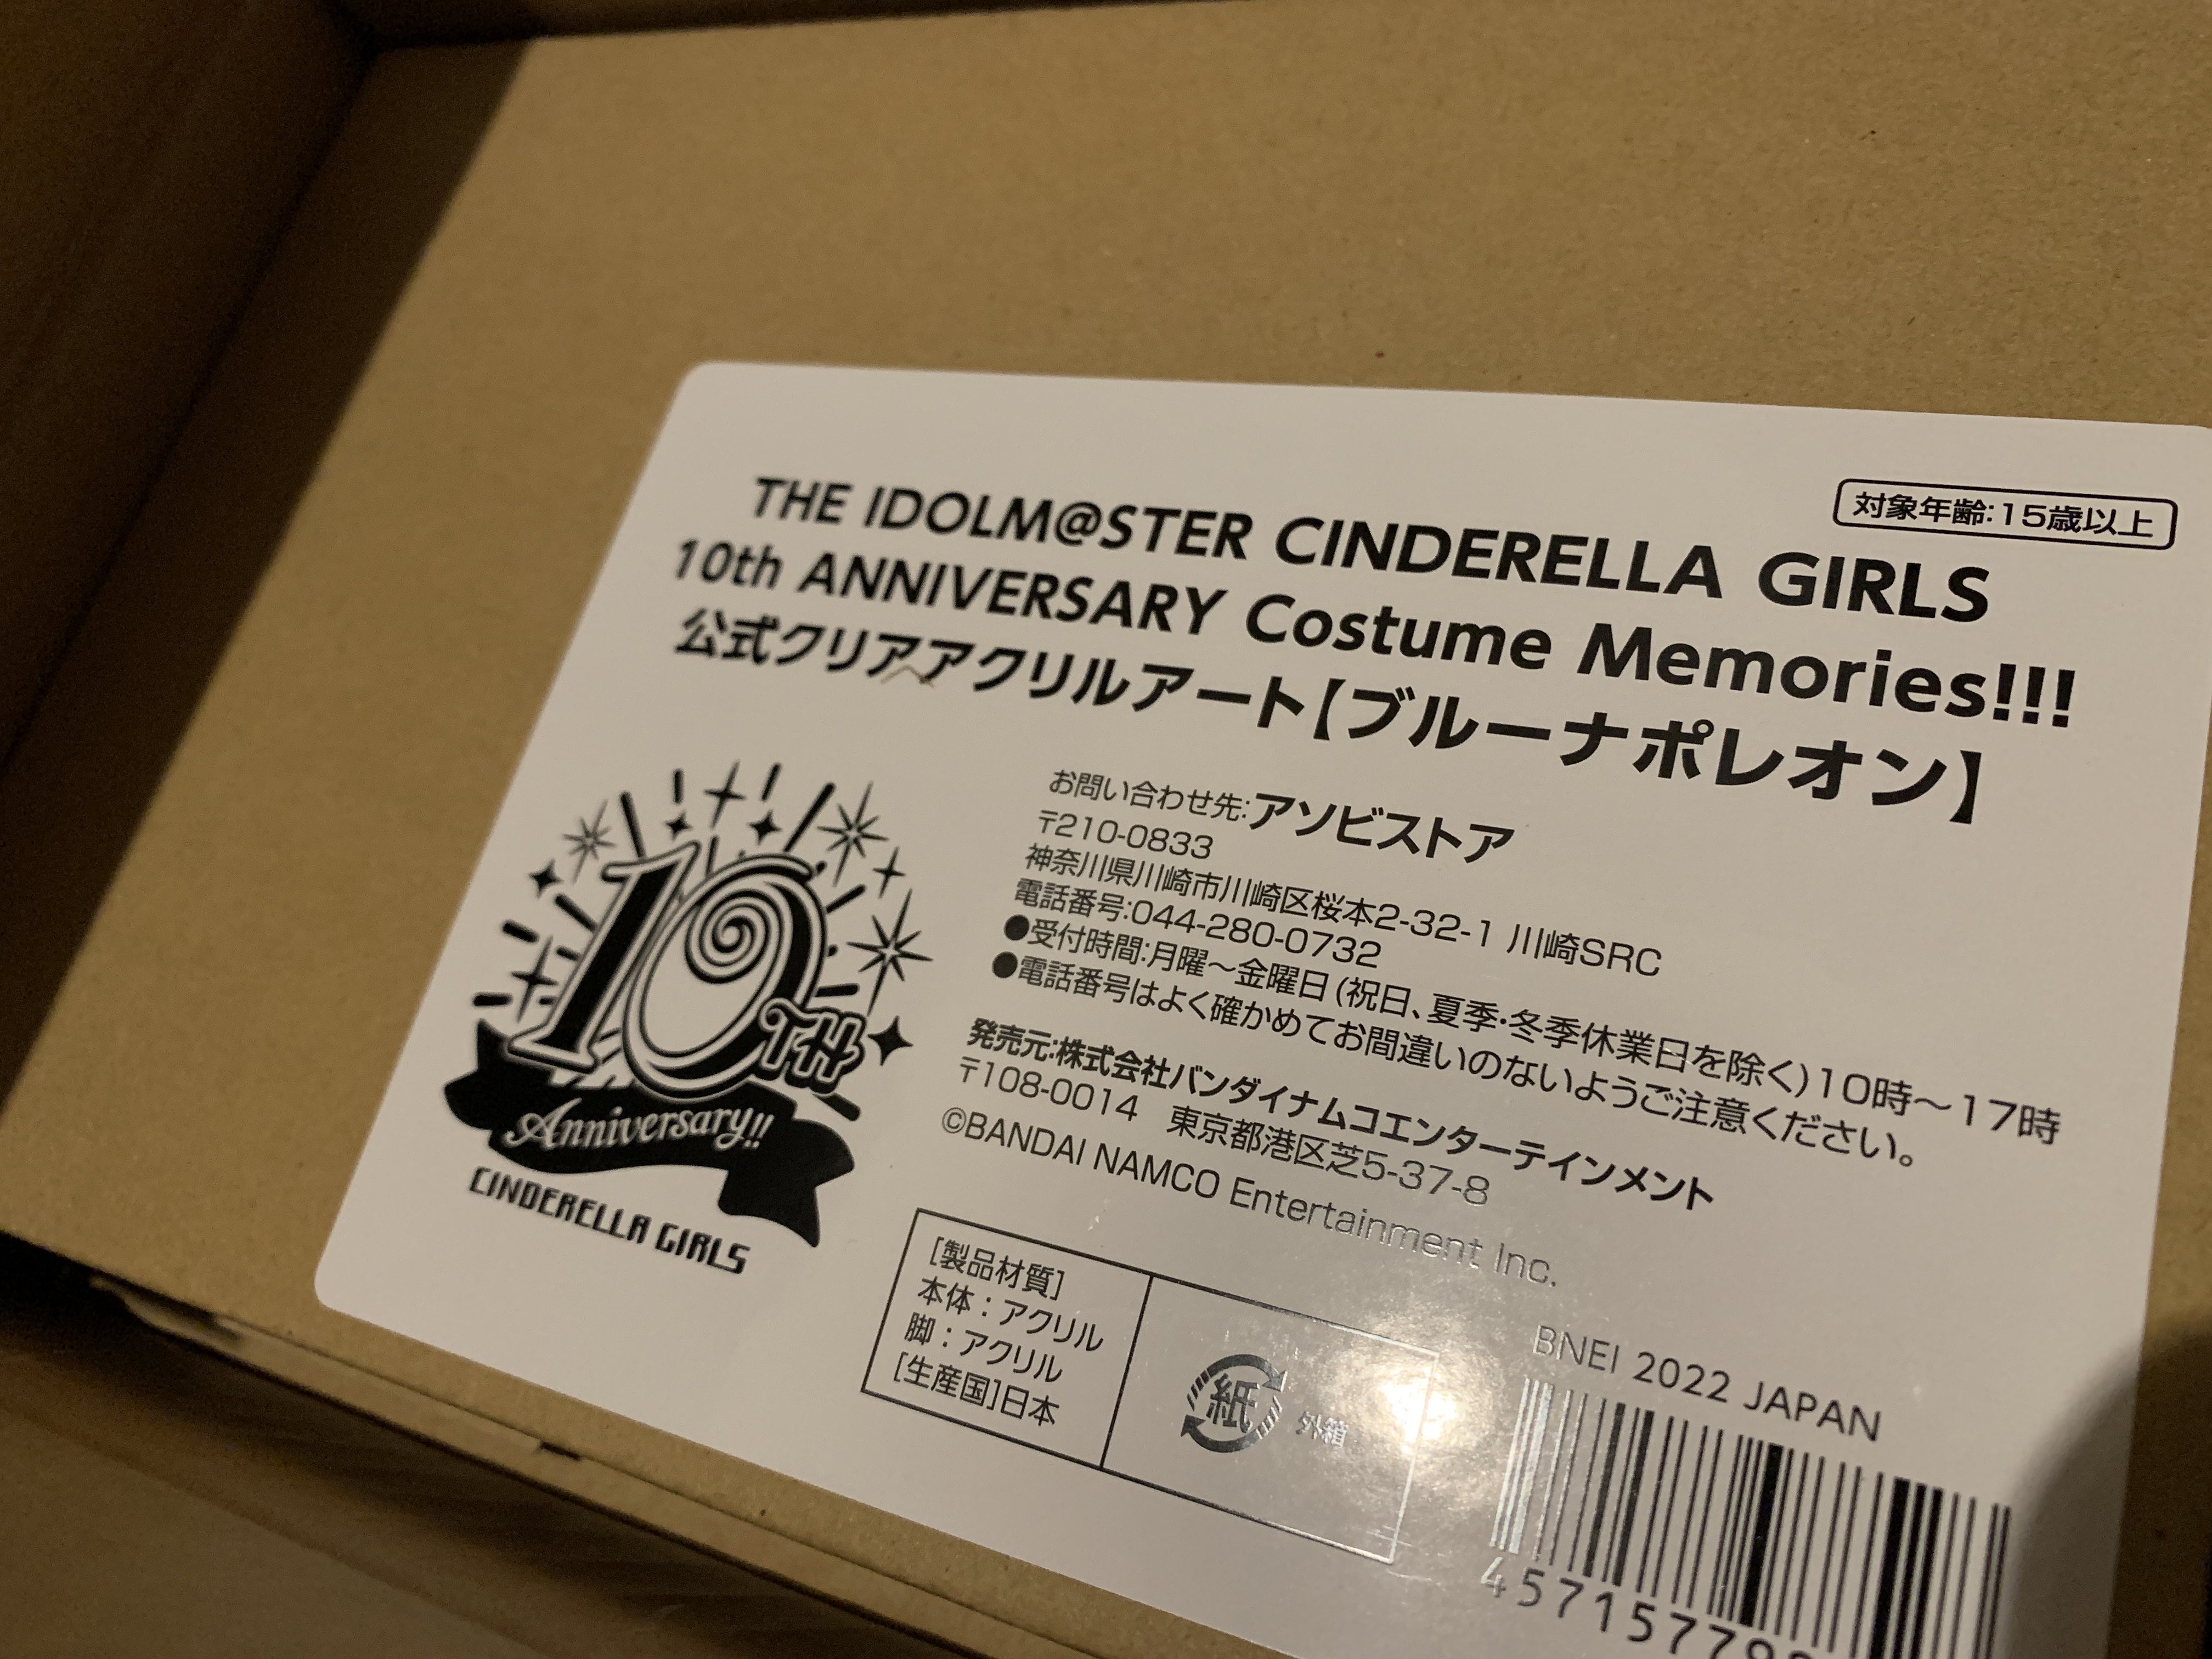 対象年齢:15歳以上
THE IDOLM@STER CINDERELLA GIRLS
10th ANNIVERSARY Costume Memories!!!
公式クリアアクリルアート【ブルーナポレオン】
10TH
Anniversary!!
CINDERELLA GIRLS
お問い合わせ先:アソビストア
〒210-0833
神奈川県川崎市川崎区桜本2-32-1 川崎SRC
電話番号:044-280-0732
●受付時間:月曜～金曜日(祝日、夏季・冬季休業日を除く)10時～17時
●電話番号はよく確かめてお間違いのないようご注意ください。
発売元:株式会社バンダイナムコエンターテインメント
〒108-0014 東京都港区芝5-37-8
©BANDAI NAMCO Entertainment Inc.
[製品材質]
本体：アクリル
脚：アクリル
[生産国]日本
紙 外箱
BNEI 2022 JAPAN
45715779